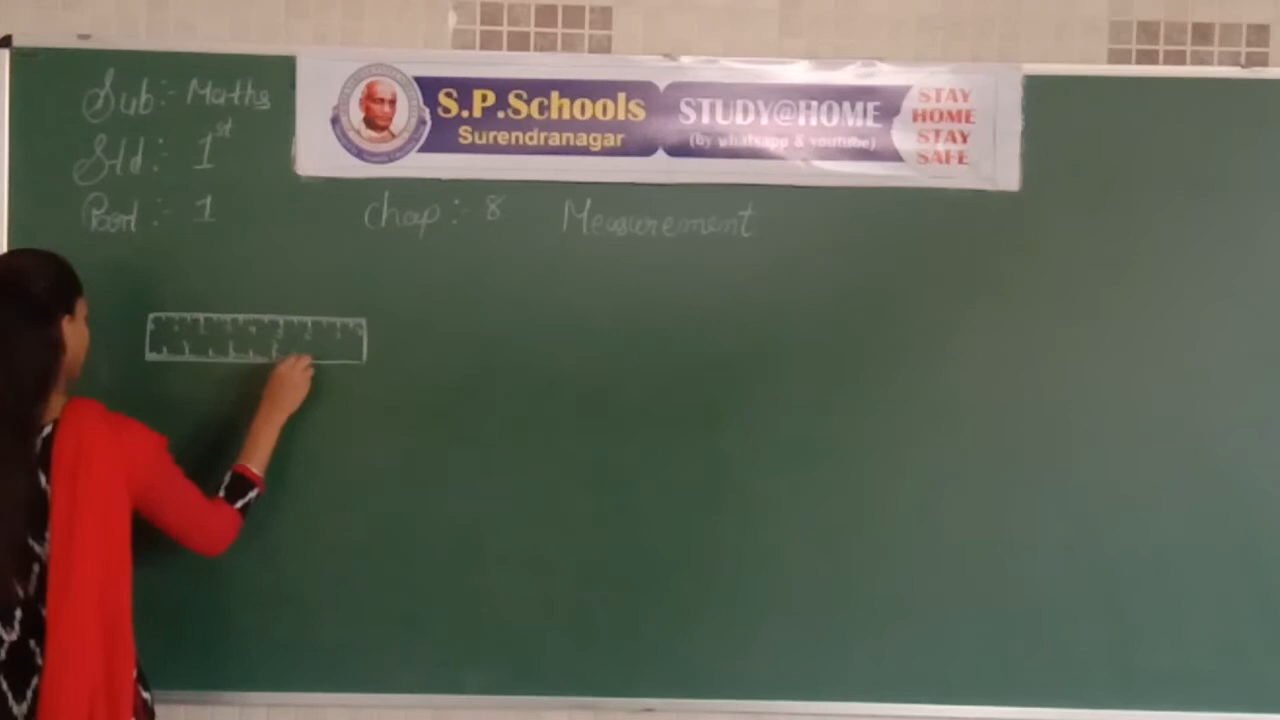 Sub :- Maths
Std :- 1st
Part :- 1
Chap :- 8 Measurement
S.P.Schools
Surendranagar
STUDY@HOME
(by whatsapp & youtube)
STAY
HOME
STAY
SAFE